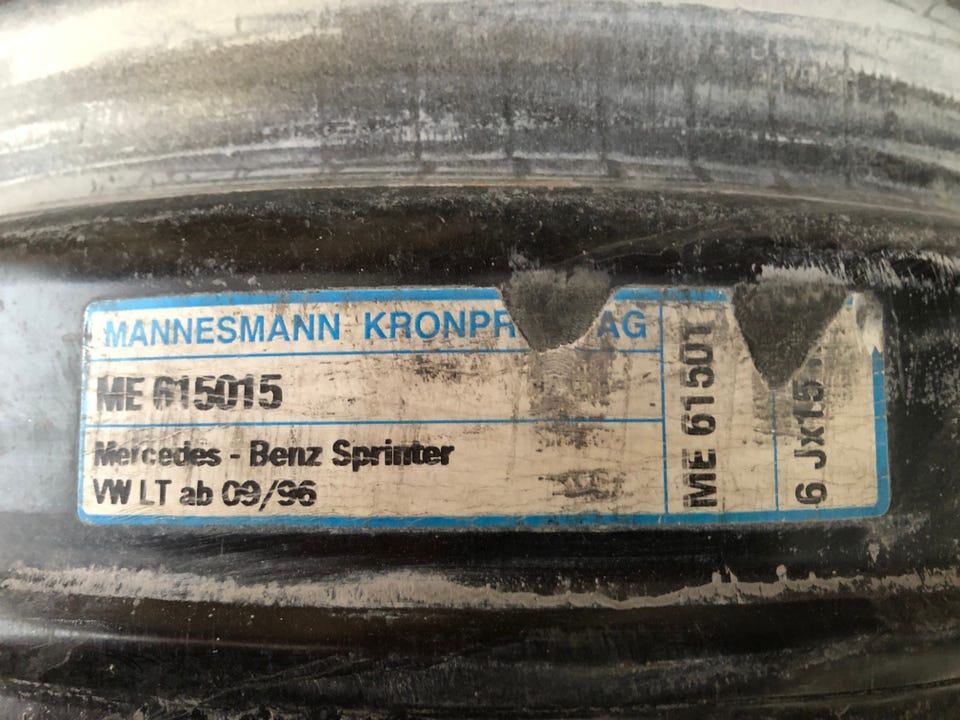 MANNESMANN KRONPR AG
ME 615015
Mercedes - Benz Sprinter
VW LT ab 09/96
ME 61501
6 Jx15